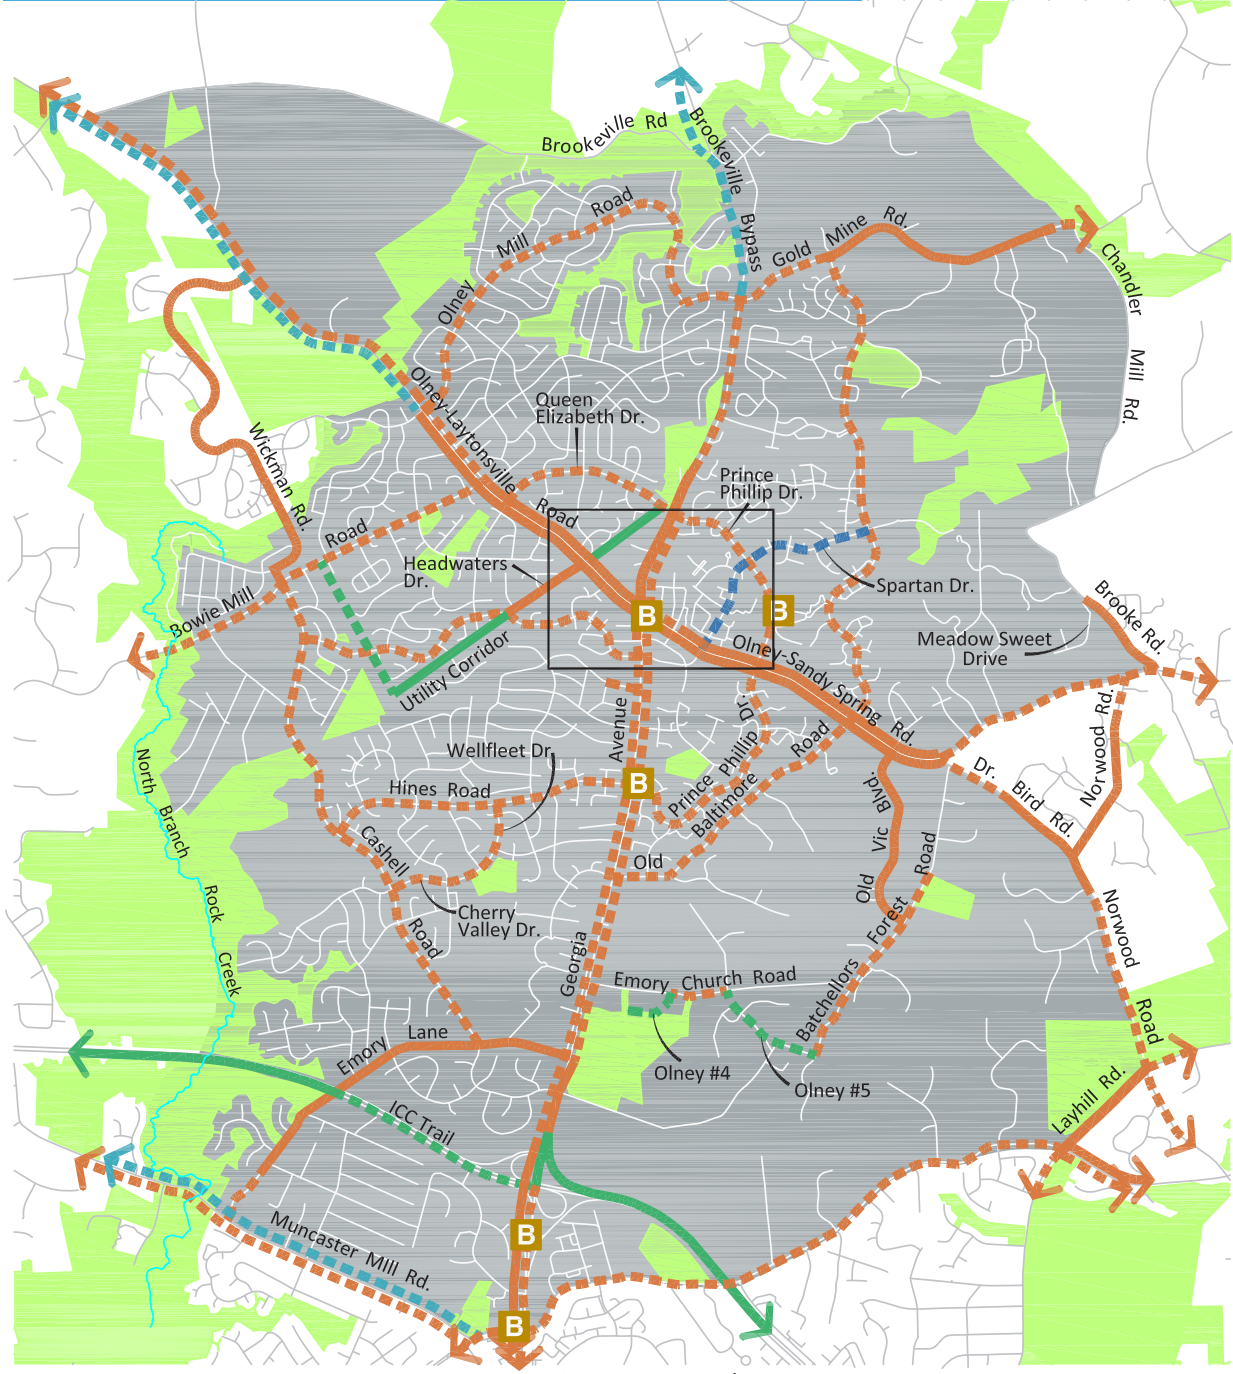 Brookeville Rd
Brookeville Bypass
Olney Mill Road
Gold Mine Rd.
Chandler Mill Rd.
Olney-Laytonsville Road
Queen
Elizabeth Dr.
Wickman Rd.
Prince
Phillip Dr.
Bowie Mill Road
Headwaters
Dr.
Spartan Dr.
B
B
Brooke Rd.
Meadow Sweet
Drive
Utility Corridor
Olney-Sandy Spring Rd.
Norwood Rd.
Georgia Avenue
Wellfleet Dr.
Prince Phillip Dr.
Old Baltimore Road
North Branch Rock Creek
Hines Road
B
Dr. Bird Rd.
Old Vic Blvd.
Cashell Road
Cherry
Valley Dr.
Batchellors Forest Road
Norwood Road
Emory Church Road
Emory Lane
Olney #4
Olney #5
Layhill Rd.
ICC Trail
Muncaster Mill Rd.
B
B